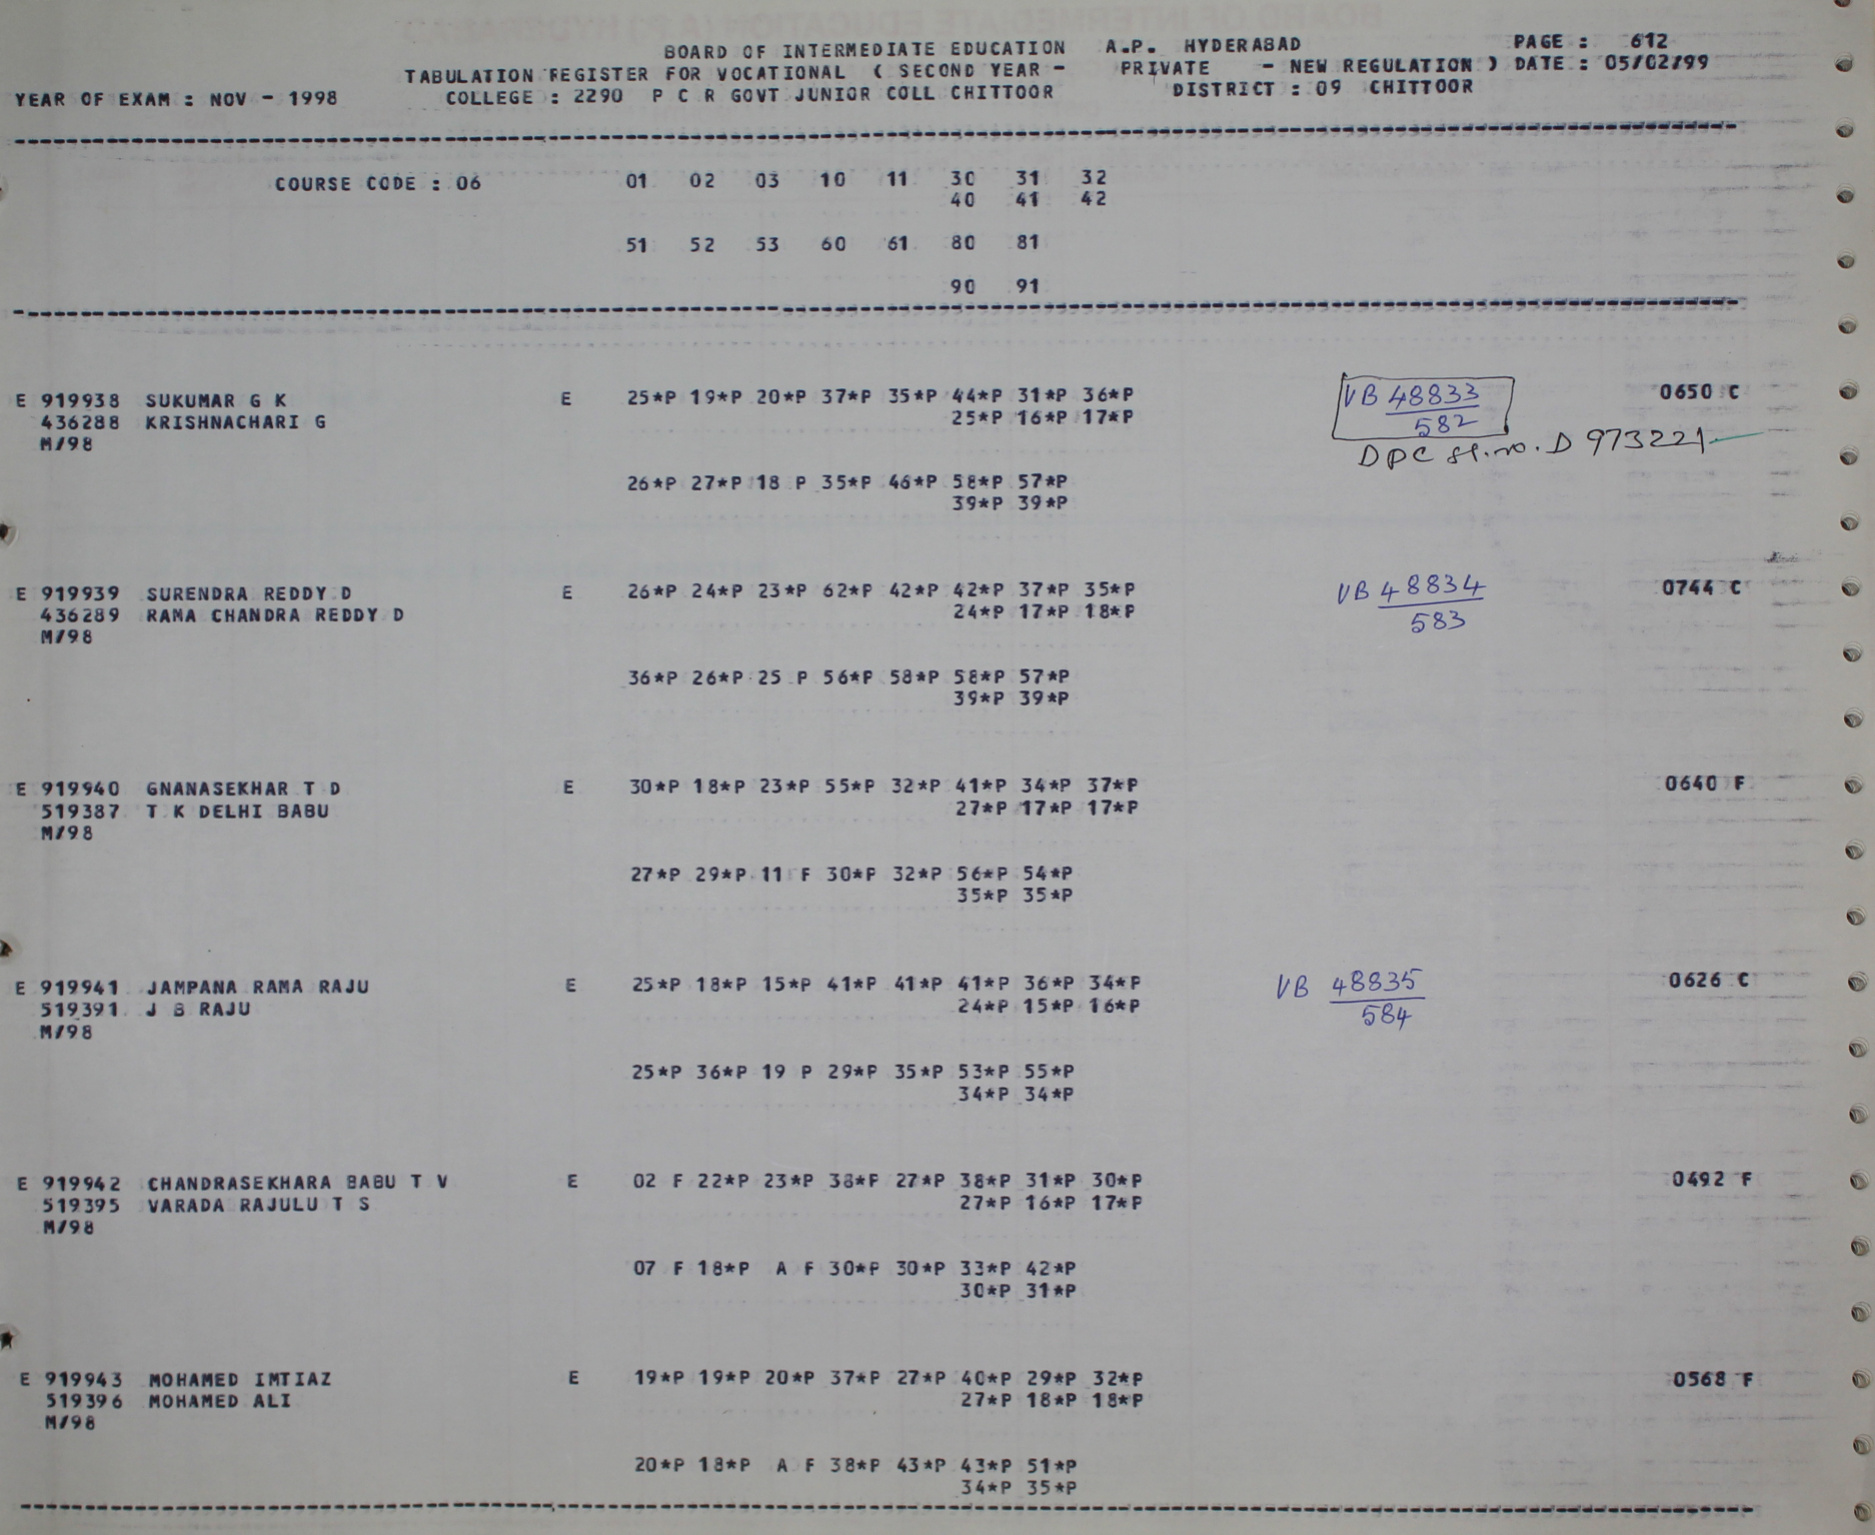 BOARD OF INTERMEDIATE EDUCATION A.P. HYDERABAD PAGE : 612
TABULATION REGISTER FOR VOCATIONAL ( SECOND YEAR - PRIVATE - NEW REGULATION ) DATE : 05/02/99
YEAR OF EXAM : NOV - 1998 COLLEGE : 2290 P C R GOVT JUNIOR COLL CHITTOOR DISTRICT : 09 CHITTOOR
COURSE CODE : 06 01 02 03 10 11 30 31 32
40 41 42
51 52 53 60 61 80 81
90 91
E 919938 SUKUMAR G K E 25*P 19*P 20*P 37*P 35*P 44*P 31*P 36*P VB 48833 0650 C
436288 KRISHNACHARI G 25*P 16*P 17*P 582
M/98 DPC Sl.no. D 973221
26*P 27*P 18 P 35*P 46*P 58*P 57*P
39*P 39*P
E 919939 SURENDRA REDDY D E 26*P 24*P 23*P 62*P 42*P 42*P 37*P 35*P VB 48834 0744 C
436289 RAMA CHANDRA REDDY D 24*P 17*P 18*P 583
M/98
36*P 26*P 25 P 56*P 58*P 58*P 57*P
39*P 39*P
E 919940 GNANASEKHAR T D E 30*P 18*P 23*P 55*P 32*P 41*P 34*P 37*P 0640 F
519387 T K DELHI BABU 27*P 17*P 17*P
M/98
27*P 29*P 11 F 30*P 32*P 56*P 54*P
35*P 35*P
E 919941 JAMPANA RAMA RAJU E 25*P 18*P 15*P 41*P 41*P 41*P 36*P 34*P VB 48835 0626 C
519391 J B RAJU 24*P 15*P 16*P 584
M/98
25*P 36*P 19 P 29*P 35*P 53*P 55*P
34*P 34*P
E 919942 CHANDRASEKHARA BABU T V E 02 F 22*P 23*P 38*P 27*P 38*P 31*P 30*P 0492 F
519395 VARADA RAJULU T S 27*P 16*P 17*P
M/98
07 F 18*P A F 30*P 30*P 33*P 42*P
30*P 31*P
E 919943 MOHAMED IMTIAZ E 19*P 19*P 20*P 37*P 27*P 40*P 29*P 32*P 0568 F
519396 MOHAMED ALI 27*P 18*P 18*P
M/98
20*P 18*P A F 38*P 43*P 43*P 51*P
34*P 35*P